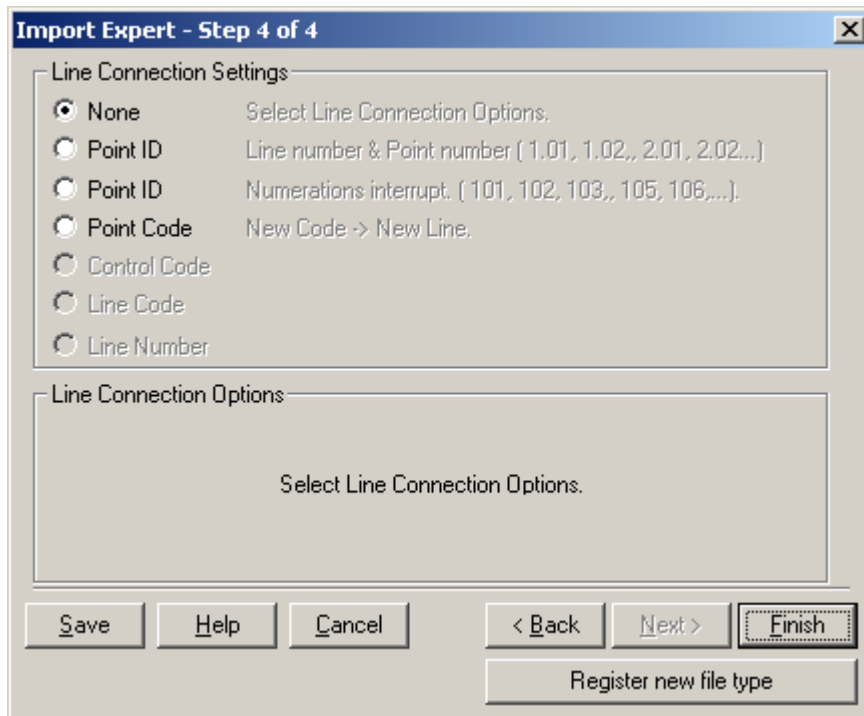 Import Expert - Step 4 of 4
Line Connection Settings
None Select Line Connection Options.
Point ID Line number & Point number ( 1.01, 1.02,, 2.01, 2.02...)
Point ID Numerations interrupt. ( 101, 102, 103,, 105, 106,...).
Point Code New Code -> New Line.
Control Code
Line Code
Line Number
Line Connection Options
Select Line Connection Options.
Save Help Cancel < Back Next > Finish
Register new file type